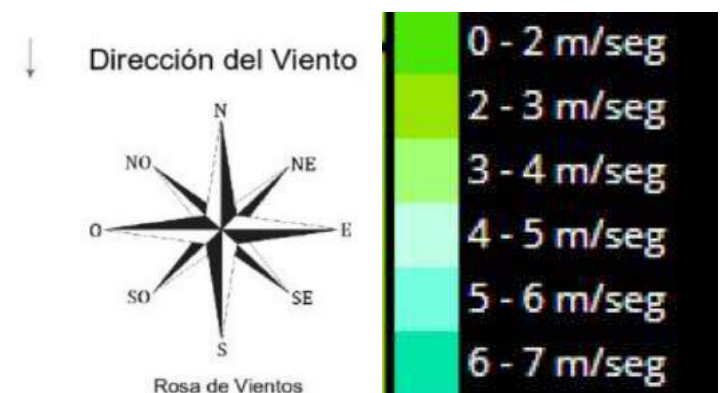 Dirección del Viento
N
NO
NE
O
E
SO
SE
S
Rosa de Vientos
0 - 2 m/seg
2 - 3 m/seg
3 - 4 m/seg
4 - 5 m/seg
5 - 6 m/seg
6 - 7 m/seg